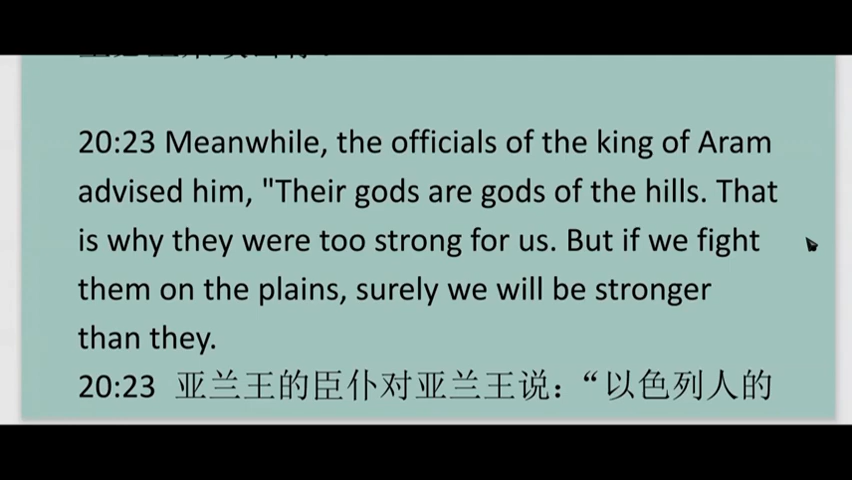 20:23 Meanwhile, the officials of the king of Aram
advised him, "Their gods are gods of the hills. That
is why they were too strong for us. But if we fight
them on the plains, surely we will be stronger
than they.
20:23 亚兰王的臣仆对亚兰王说：“以色列人的